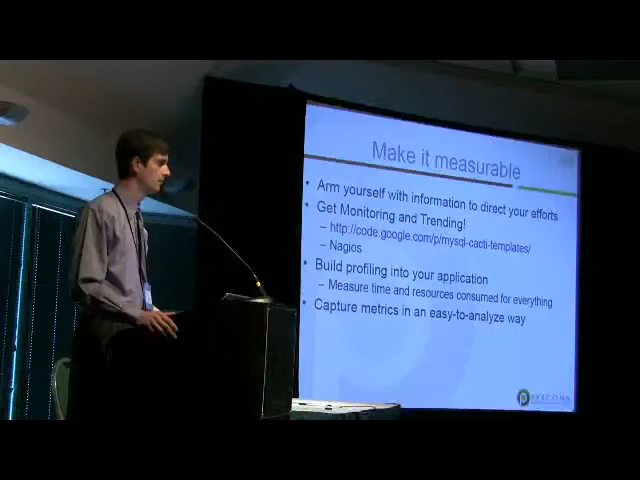 Make it measurable
• Arm yourself with information to direct your efforts
• Get Monitoring and Trending!
– http://code.google.com/p/mysql-cacti-templates/
– Nagios
• Build profiling into your application
– Measure time and resources consumed for everything
• Capture metrics in an easy-to-analyze way
PERCONA